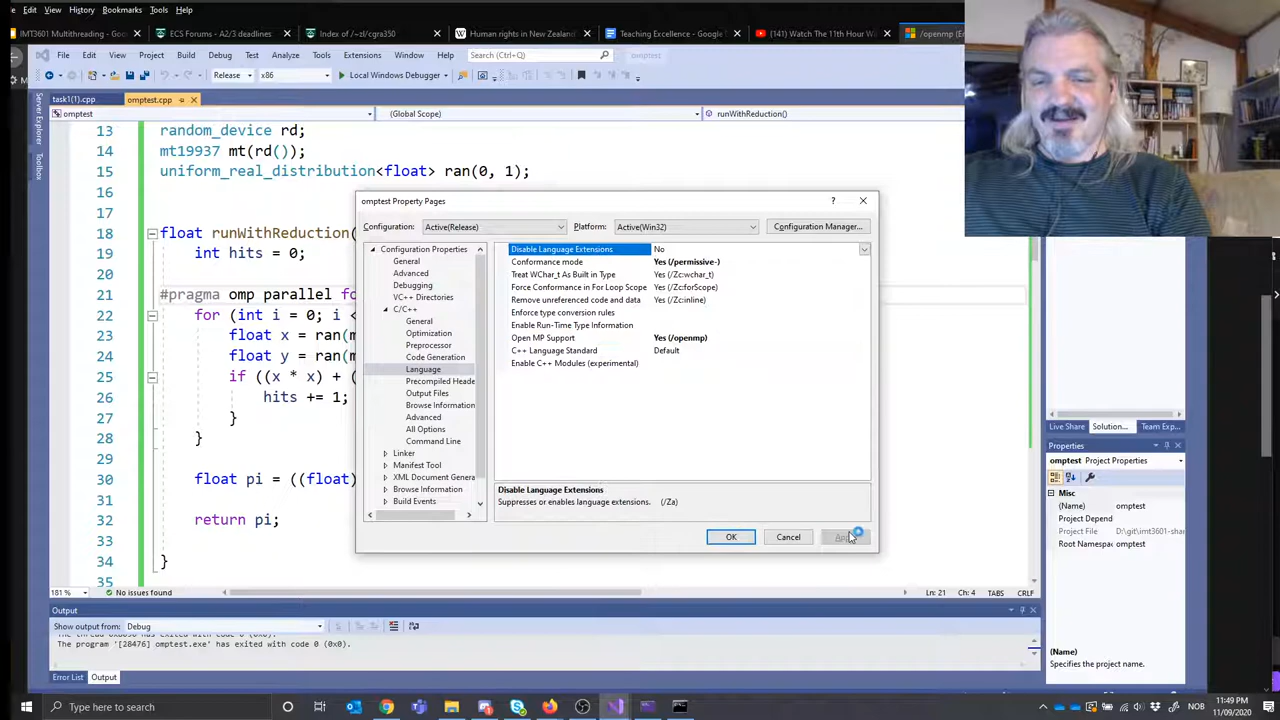 File Edit View History Bookmarks Tools Help
IMT3601 Multithreading -
ECS Forums - A2/3 deadlines
Index of /~zl/cgra350
Human rights in New Zealand
Teaching Excellence - Google
(141) Watch The 11th Hour
/openmp
File Edit View Project Build Debug Test Analyze Tools Extensions Window Help
Search (Ctrl+Q)
omptest
Release x86 Local Windows Debugger
task1(1).cpp omptest.cpp
omptest (Global Scope) runWithReduction()
Server Explorer
Toolbox
13 random_device rd;
14 mt19937 mt(rd());
15 uniform_real_distribution<float> ran(0, 1);
16
17
18 float runWithReduction(
19 int hits = 0;
20
21 #pragma omp parallel fo
22 for (int i = 0; i <
23 float x = ran(
24 float y = ran(
25 if ((x * x) + (
26 hits += 1;
27 }
28 }
29
30 float pi = ((float)
31
32 return pi;
33
34 }
35
omptest Property Pages ?
Configuration: Active(Release) Platform: Active(Win32) Configuration Manager...
Configuration Properties
General
Advanced
Debugging
VC++ Directories
C/C++
General
Optimization
Preprocessor
Code Generation
Language
Precompiled Heade
Output Files
Browse Information
Advanced
All Options
Command Line
Linker
Manifest Tool
XML Document Genera
Browse Information
Build Events
Disable Language Extensions No
Conformance mode Yes (/permissive-)
Treat WChar_t As Built in Type Yes (/Zc:wchar_t)
Force Conformance in For Loop Scope Yes (/Zc:forScope)
Remove unreferenced code and data Yes (/Zc:inline)
Enforce type conversion rules
Enable Run-Time Type Information
Open MP Support Yes (/openmp)
C++ Language Standard Default
Enable C++ Modules (experimental)
Disable Language Extensions
Suppresses or enables language extensions. (/Za)
OK Cancel
Live Share Solution... Team Exp...
Properties
omptest Project Properties
Misc
(Name) omptest
Project Depend
Project File D:\git\imt3601-sha
Root Namespac omptest
(Name)
Specifies the project name.
181 % No issues found Ln: 21 Ch: 4 TABS CRLF
Output
Show output from: Debug
The program '[28476] omptest.exe' has exited with code 0 (0x0).
Error List Output
Type here to search
NOB
11:49 PM
11/09/2020